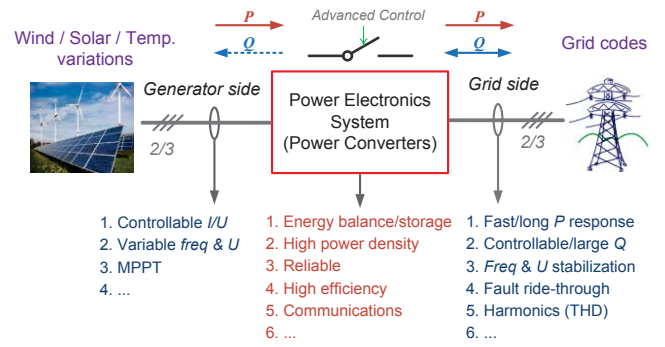 Advanced Control
P
P
Q
Q
Wind / Solar / Temp.
variations
Grid codes
Generator side
Grid side
Power Electronics
System
(Power Converters)
2/3
2/3
1. Controllable I/U
2. Variable freq & U
3. MPPT
4. ...
1. Energy balance/storage
2. High power density
3. Reliable
4. High efficiency
5. Communications
6. ...
1. Fast/long P response
2. Controllable/large Q
3. Freq & U stabilization
4. Fault ride-through
5. Harmonics (THD)
6. ...